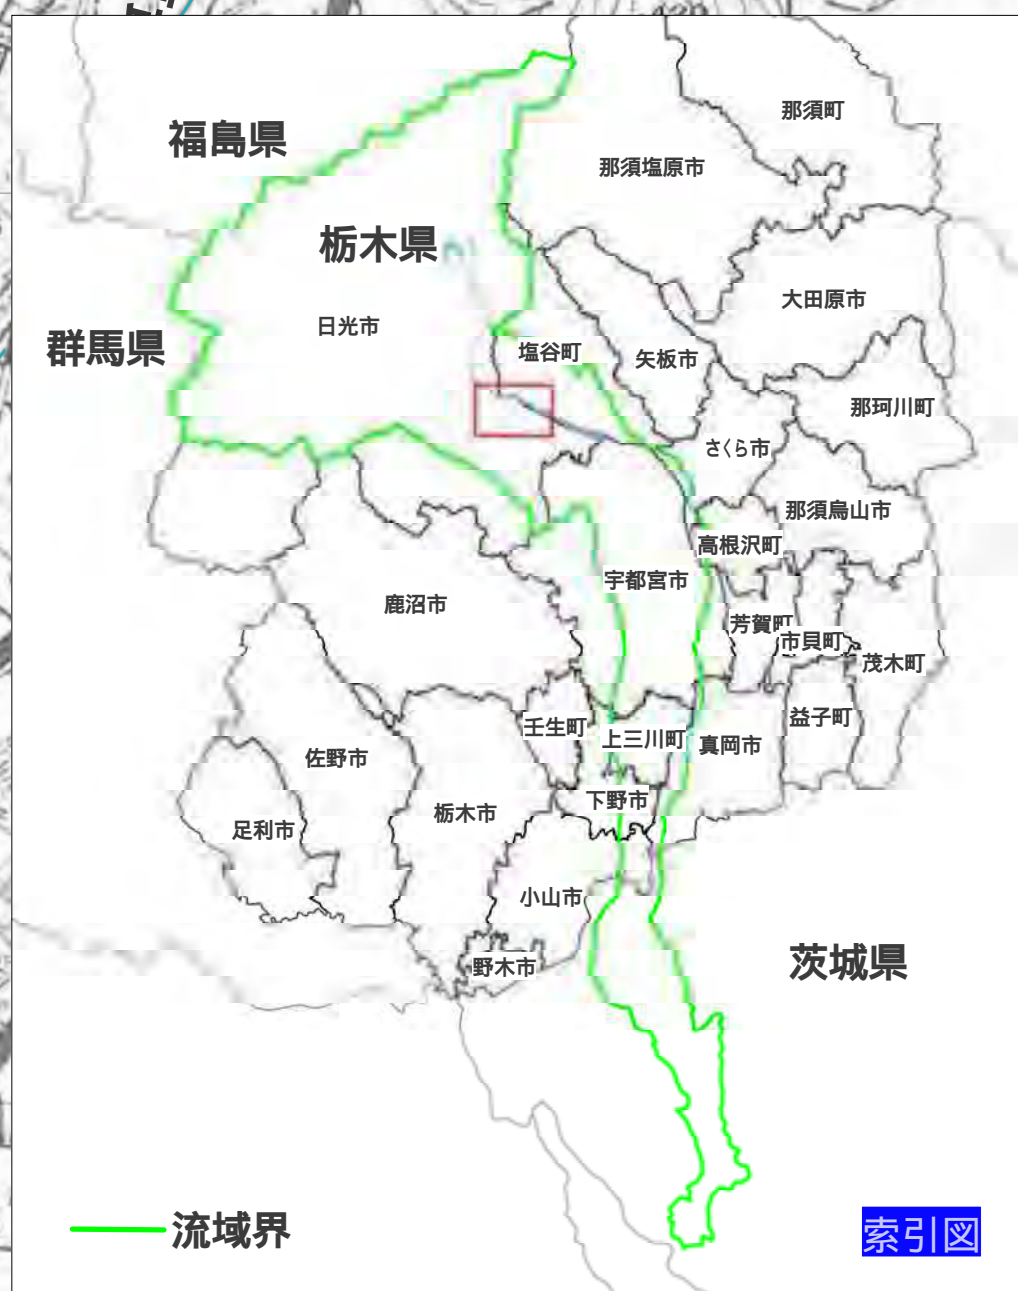 那須町
福島県
那須塩原市
栃木県
大田原市
日光市
群馬県
塩谷町
矢板市
那珂川町
さくら市
那須烏山市
高根沢町
宇都宮市
鹿沼市
芳賀町
市貝町
茂木町
益子町
壬生町
上三川町
真岡市
佐野市
下野市
栃木市
足利市
小山市
茨城県
野木市
流域界
索引図